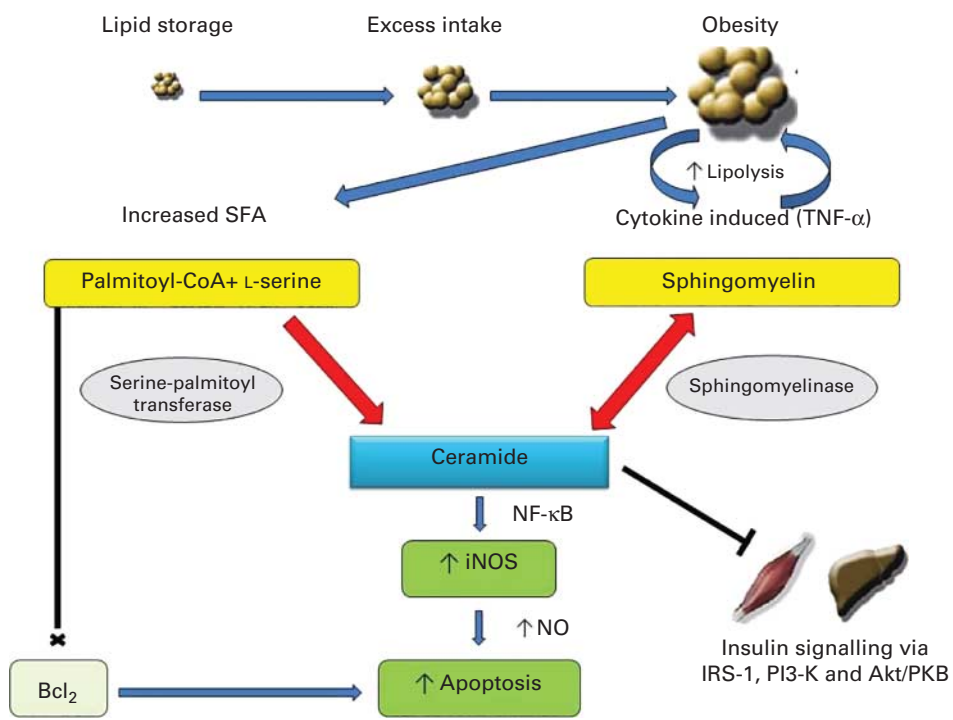 Lipid storage
Excess intake
Obesity
↑ Lipolysis
Increased SFA
Cytokine induced (TNF-α)
Palmitoyl-CoA+ L-serine
Sphingomyelin
Serine-palmitoyl
transferase
Sphingomyelinase
Ceramide
NF-κB
↑ iNOS
↑ NO
Insulin signalling via
IRS-1, PI3-K and Akt/PKB
Bcl₂
↑ Apoptosis